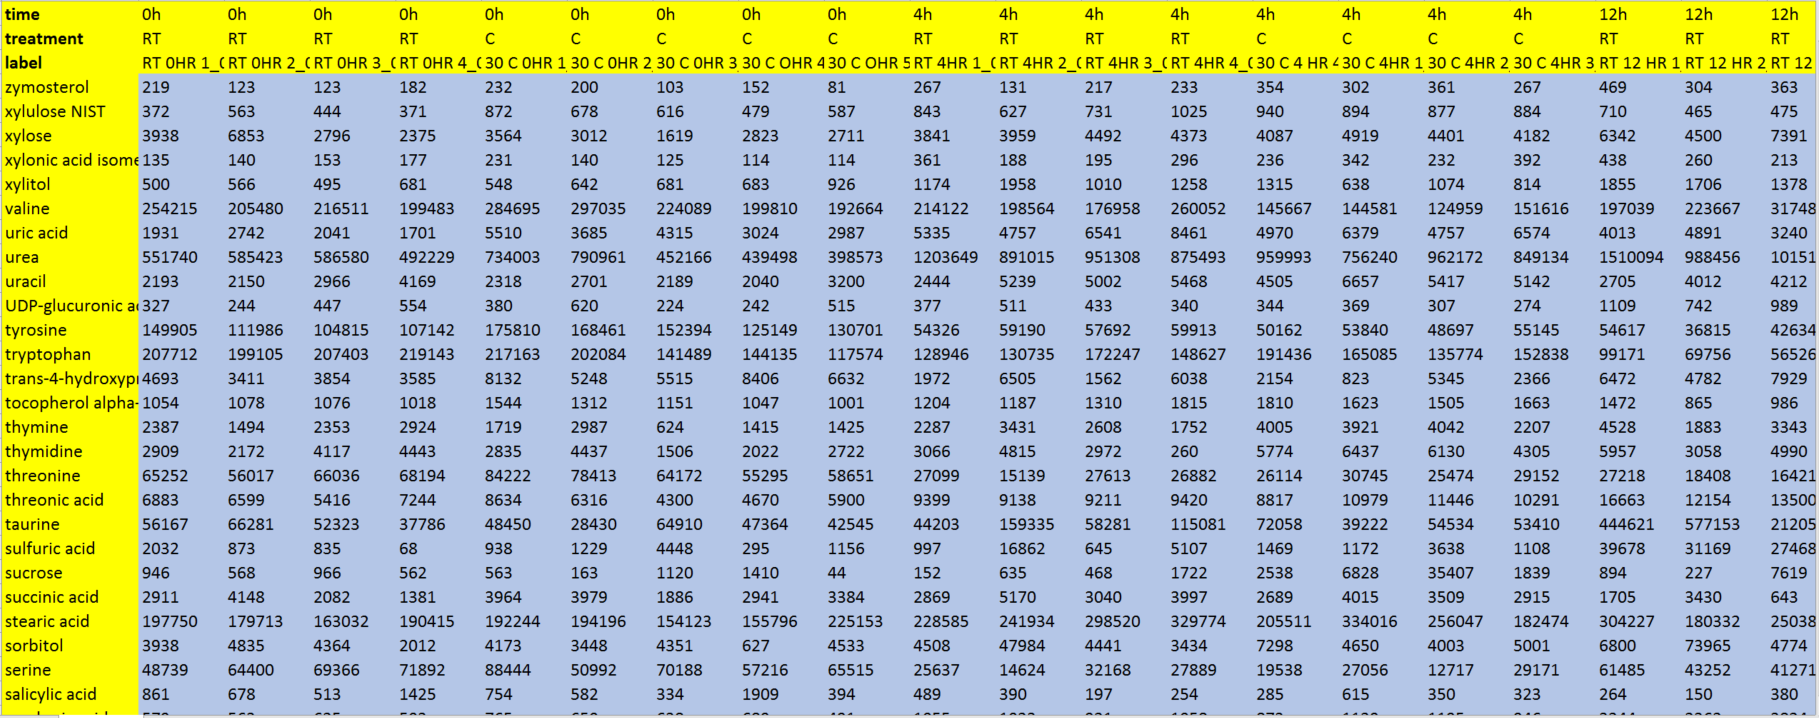 time 0h 0h 0h 0h 0h 0h 0h 0h 0h 4h 4h 4h 4h 4h 4h 4h 4h 12h 12h 12h
treatment RT RT RT RT C C C C C RT RT RT RT C C C C RT RT RT
label RT 0HR 1_( RT 0HR 2_( RT 0HR 3_( RT 0HR 4_( 30 C 0HR 1 30 C 0HR 2 30 C 0HR 3 30 C OHR 4 30 C OHR 5 RT 4HR 1_( RT 4HR 2_( RT 4HR 3_( RT 4HR 4_( 30 C 4 HR 4 30 C 4HR 1 30 C 4HR 2 30 C 4HR 3 RT 12 HR 1 RT 12 HR 2 RT 12
zymosterol 219 123 123 182 232 200 103 152 81 267 131 217 233 354 302 361 267 469 304 363
xylulose NIST 372 563 444 371 872 678 616 479 587 843 627 731 1025 940 894 877 884 710 465 475
xylose 3938 6853 2796 2375 3564 3012 1619 2823 2711 3841 3959 4492 4373 4087 4919 4401 4182 6342 4500 7391
xylonic acid isome 135 140 153 177 231 140 125 114 114 361 188 195 296 236 342 232 392 438 260 213
xylitol 500 566 495 681 548 642 681 683 926 1174 1958 1010 1258 1315 638 1074 814 1855 1706 1378
valine 254215 205480 216511 199483 284695 297035 224089 199810 192664 214122 198564 176958 260052 145667 144581 124959 151616 197039 223667 31748
uric acid 1931 2742 2041 1701 5510 3685 4315 3024 2987 5335 4757 6541 8461 4970 6379 4757 6574 4013 4891 3240
urea 551740 585423 586580 492229 734003 790961 452166 439498 398573 1203649 891015 951308 875493 959993 756240 962172 849134 1510094 988456 10151
uracil 2193 2150 2966 4169 2318 2701 2189 2040 3200 2444 5239 5002 5468 4505 6657 5417 5142 2705 4012 4212
UDP-glucuronic a 327 244 447 554 380 620 224 242 515 377 511 433 340 344 369 307 274 1109 742 989
tyrosine 149905 111986 104815 107142 175810 168461 152394 125149 130701 54326 59190 57692 59913 50162 53840 48697 55145 54617 36815 42634
tryptophan 207712 199105 207403 219143 217163 202084 141489 144135 117574 128946 130735 172247 148627 191436 165085 135774 152838 99171 69756 56526
trans-4-hydroxypr 4693 3411 3854 3585 8132 5248 5515 8406 6632 1972 6505 1562 6038 2154 823 5345 2366 6472 4782 7929
tocopherol alpha- 1054 1078 1076 1018 1544 1312 1151 1047 1001 1204 1187 1310 1815 1810 1623 1505 1663 1472 865 986
thymine 2387 1494 2353 2924 1719 2987 624 1415 1425 2287 3431 2608 1752 4005 3921 4042 2207 4528 1883 3343
thymidine 2909 2172 4117 4443 2835 4437 1506 2022 2722 3066 4815 2972 260 5774 6437 6130 4305 5957 3058 4990
threonine 65252 56017 66036 68194 84222 78413 64172 55295 58651 27099 15139 27613 26882 26114 30745 25474 29152 27218 18408 16421
threonic acid 6883 6599 5416 7244 8634 6316 4300 4670 5900 9399 9138 9211 9420 8817 10979 11446 10291 16663 12154 13500
taurine 56167 66281 52323 37786 48450 28430 64910 47364 42545 44203 159335 58281 115081 72058 39222 54534 53410 444621 577153 21205
sulfuric acid 2032 873 835 68 938 1229 4448 295 1156 997 16862 645 5107 1469 1172 3638 1108 39678 31169 27468
sucrose 946 568 966 562 563 163 1120 1410 44 152 635 468 1722 2538 6828 35407 1839 894 227 7619
succinic acid 2911 4148 2082 1381 3964 3979 1886 2941 3384 2869 5170 3040 3997 2689 4015 3509 2915 1705 3430 643
stearic acid 197750 179713 163032 190415 192244 194196 154123 155796 225153 228585 241934 298520 329774 205511 334016 256047 182474 304227 180332 25038
sorbitol 3938 4835 4364 2012 4173 3448 4351 627 4533 4508 47984 4441 3434 7298 4650 4003 5001 6800 73965 4774
serine 48739 64400 69366 71892 88444 50992 70188 57216 65515 25637 14624 32168 27889 19538 27056 12717 29171 61485 43252 41271
salicylic acid 861 678 513 1425 754 582 334 1909 394 489 390 197 254 285 615 350 323 264 150 380